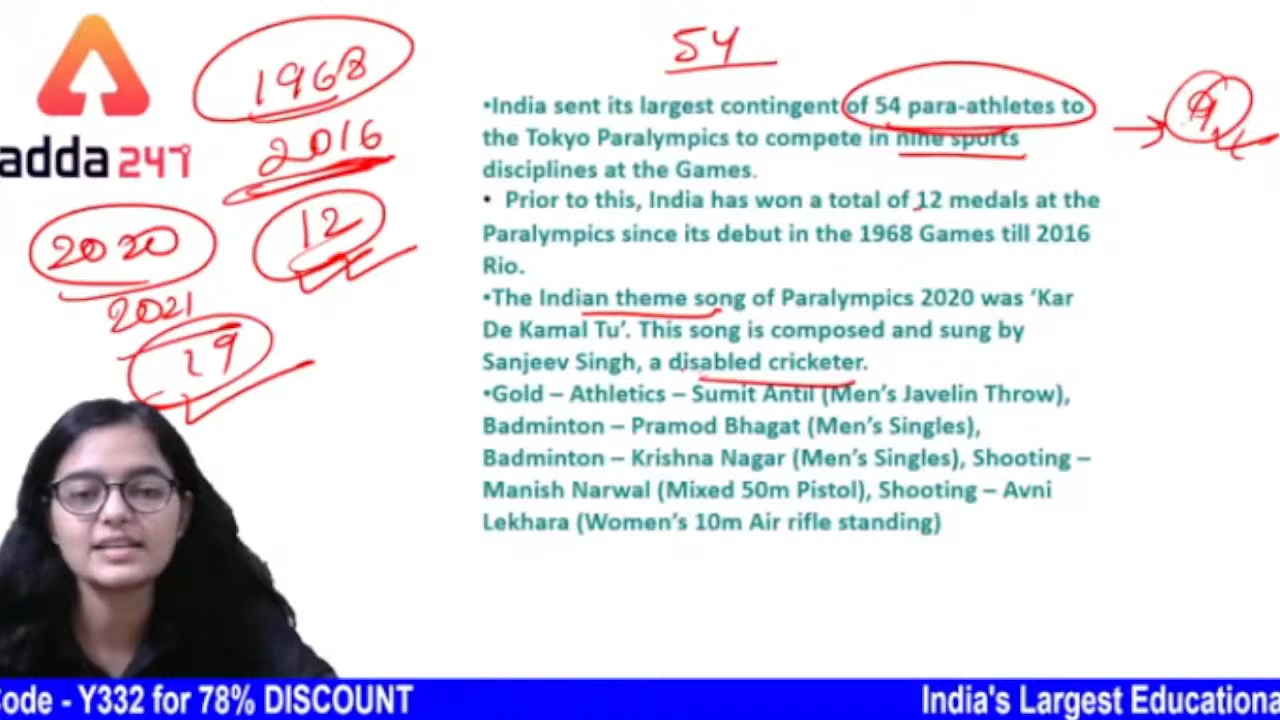 adda 247
1968
2016
12
2020
2021
19
54
•India sent its largest contingent of 54 para-athletes to
the Tokyo Paralympics to compete in nine sports
disciplines at the Games.
• Prior to this, India has won a total of 12 medals at the
Paralympics since its debut in the 1968 Games till 2016
Rio.
•The Indian theme song of Paralympics 2020 was ‘Kar
De Kamal Tu’. This song is composed and sung by
Sanjeev Singh, a disabled cricketer.
•Gold – Athletics – Sumit Antil (Men’s Javelin Throw),
Badminton – Pramod Bhagat (Men’s Singles),
Badminton – Krishna Nagar (Men’s Singles), Shooting –
Manish Narwal (Mixed 50m Pistol), Shooting – Avni
Lekhara (Women’s 10m Air rifle standing)
9
Code - Y332 for 78% DISCOUNT
India's Largest Educationa